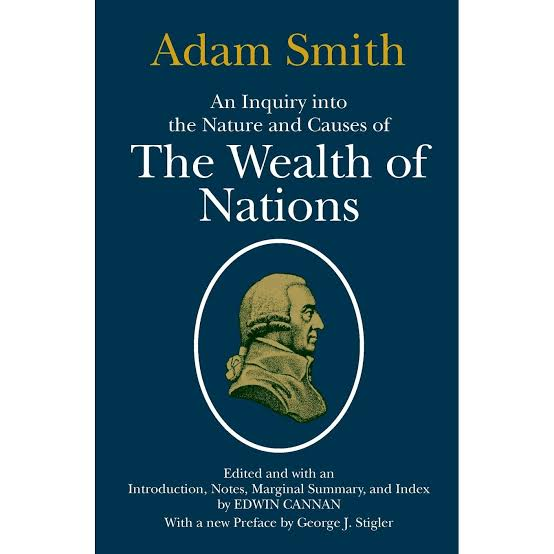 Adam Smith
An Inquiry into
the Nature and Causes of
The Wealth of
Nations
Edited and with an
Introduction, Notes, Marginal Summary, and Index
by EDWIN CANNAN
With a new Preface by George J. Stigler